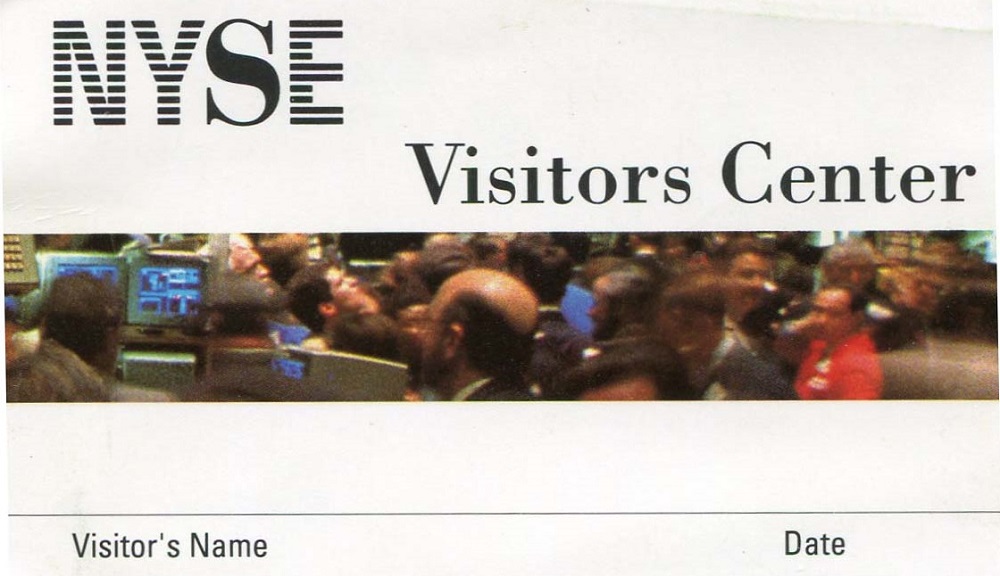 NYSE
Visitors Center
Visitor's Name Date